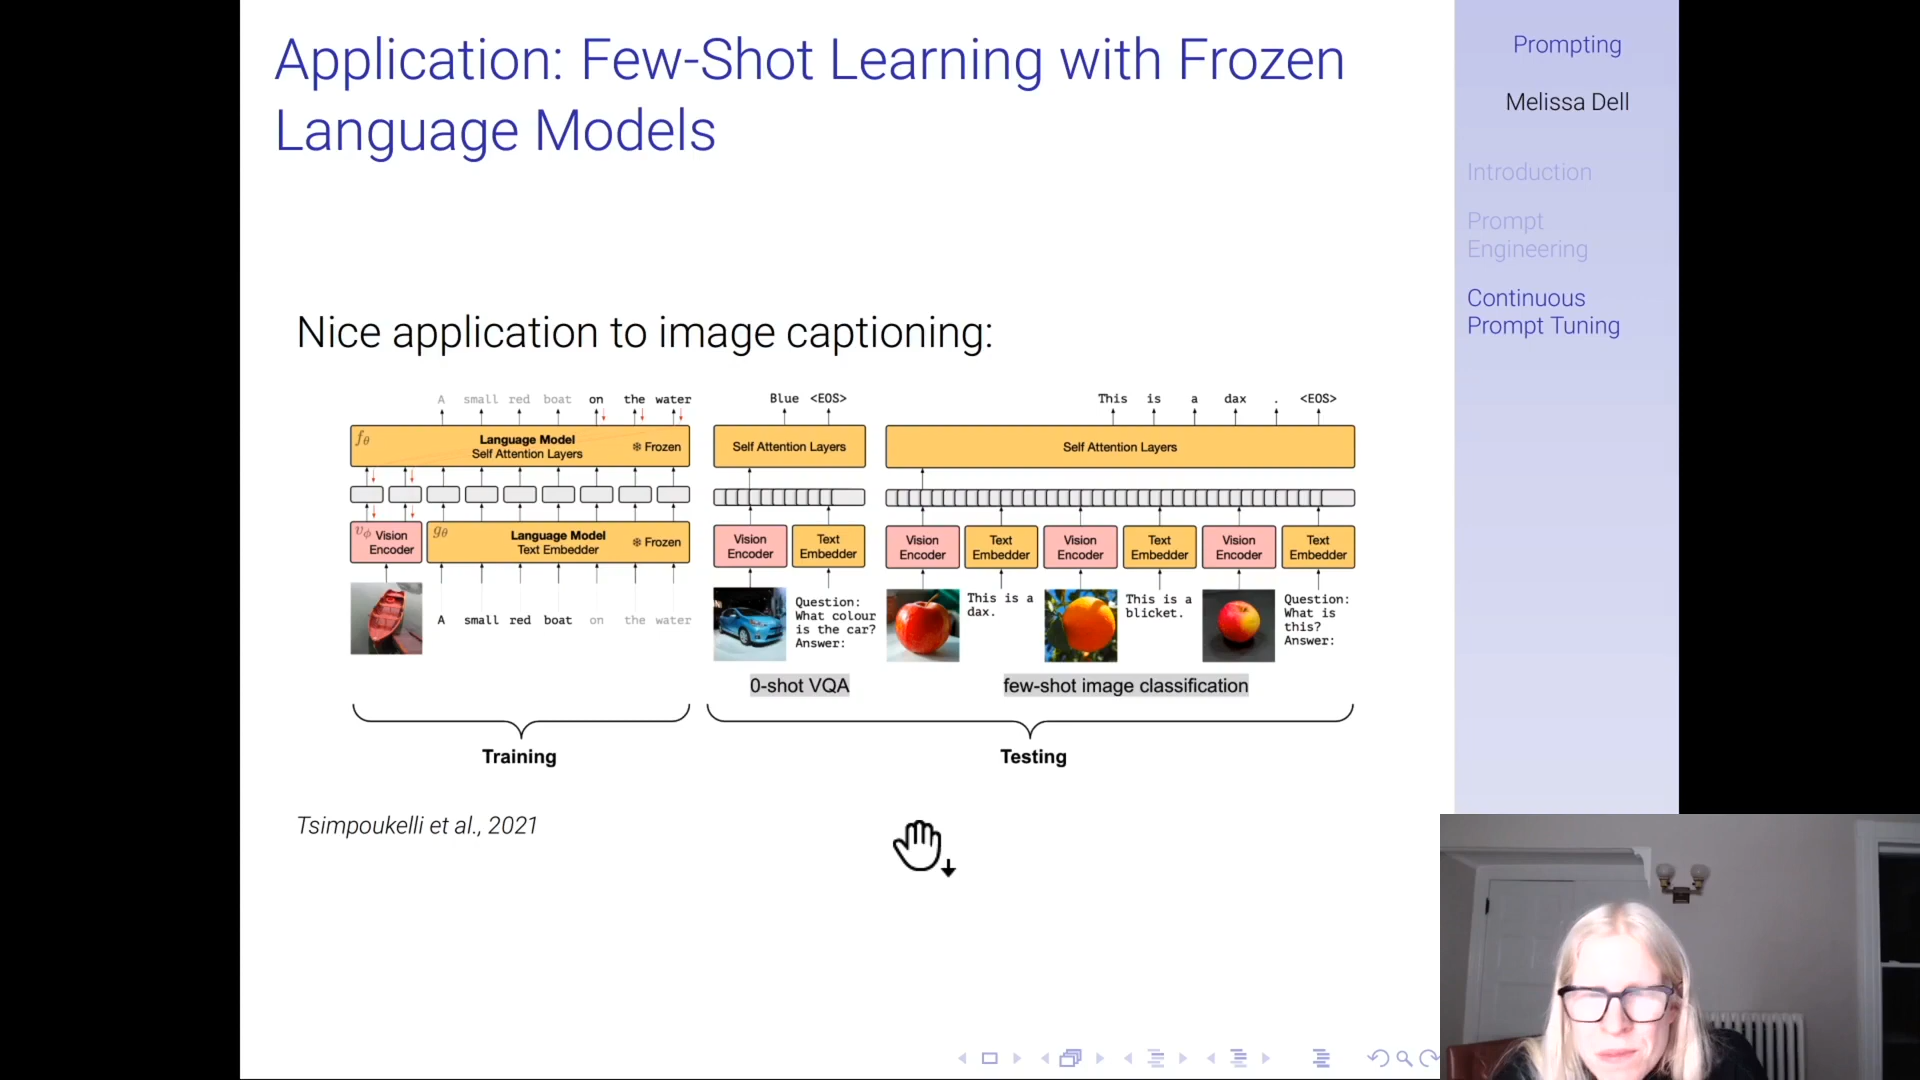 Application: Few-Shot Learning with Frozen
Language Models
Nice application to image captioning:
A small red boat on the water
fθ
Language Model
Self Attention Layers
❄ Frozen
vϕ Vision
Encoder
gθ
Language Model
Text Embedder
❄ Frozen
A small red boat on the water
Training
Blue <EOS>
Self Attention Layers
Vision
Encoder
Text
Embedder
Question:
What colour
is the car?
Answer:
0-shot VQA
This is a dax . <EOS>
Self Attention Layers
Vision
Encoder
Text
Embedder
Vision
Encoder
Text
Embedder
Vision
Encoder
Text
Embedder
This is a
dax.
This is a
blicket.
Question:
What is
this?
Answer:
few-shot image classification
Testing
Tsimpoukelli et al., 2021
Prompting
Melissa Dell
Introduction
Prompt
Engineering
Continuous
Prompt Tuning